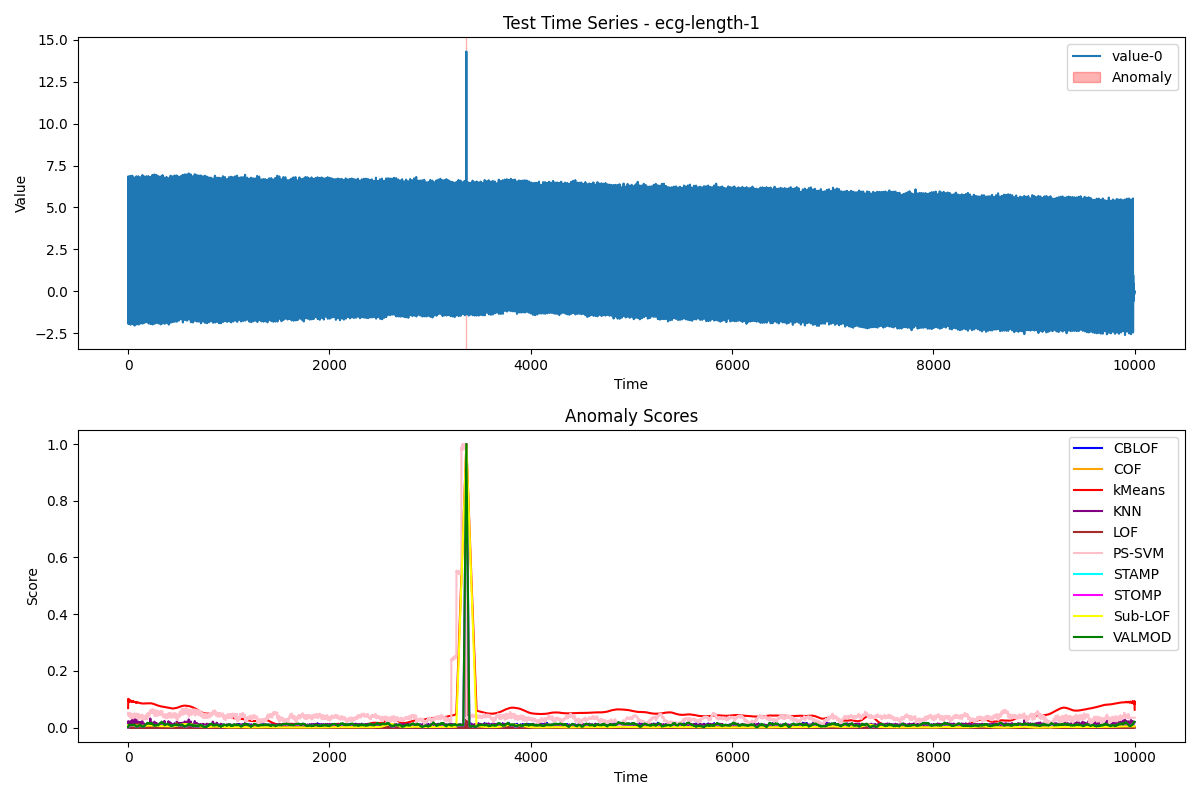 Test Time Series - ecg-length-1
15.0
12.5
10.0
7.5
5.0
2.5
0.0
−2.5
Value
value-0
Anomaly
0 2000 4000 6000 8000 10000
Time
Anomaly Scores
1.0
0.8
0.6
0.4
0.2
0.0
Score
CBLOF
COF
kMeans
KNN
LOF
PS-SVM
STAMP
STOMP
Sub-LOF
VALMOD
0 2000 4000 6000 8000 10000
Time